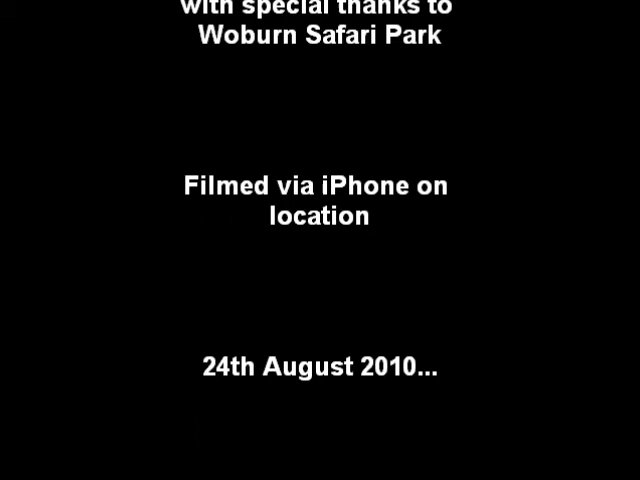 with special thanks to
Woburn Safari Park
Filmed via iPhone on
location
24th August 2010...